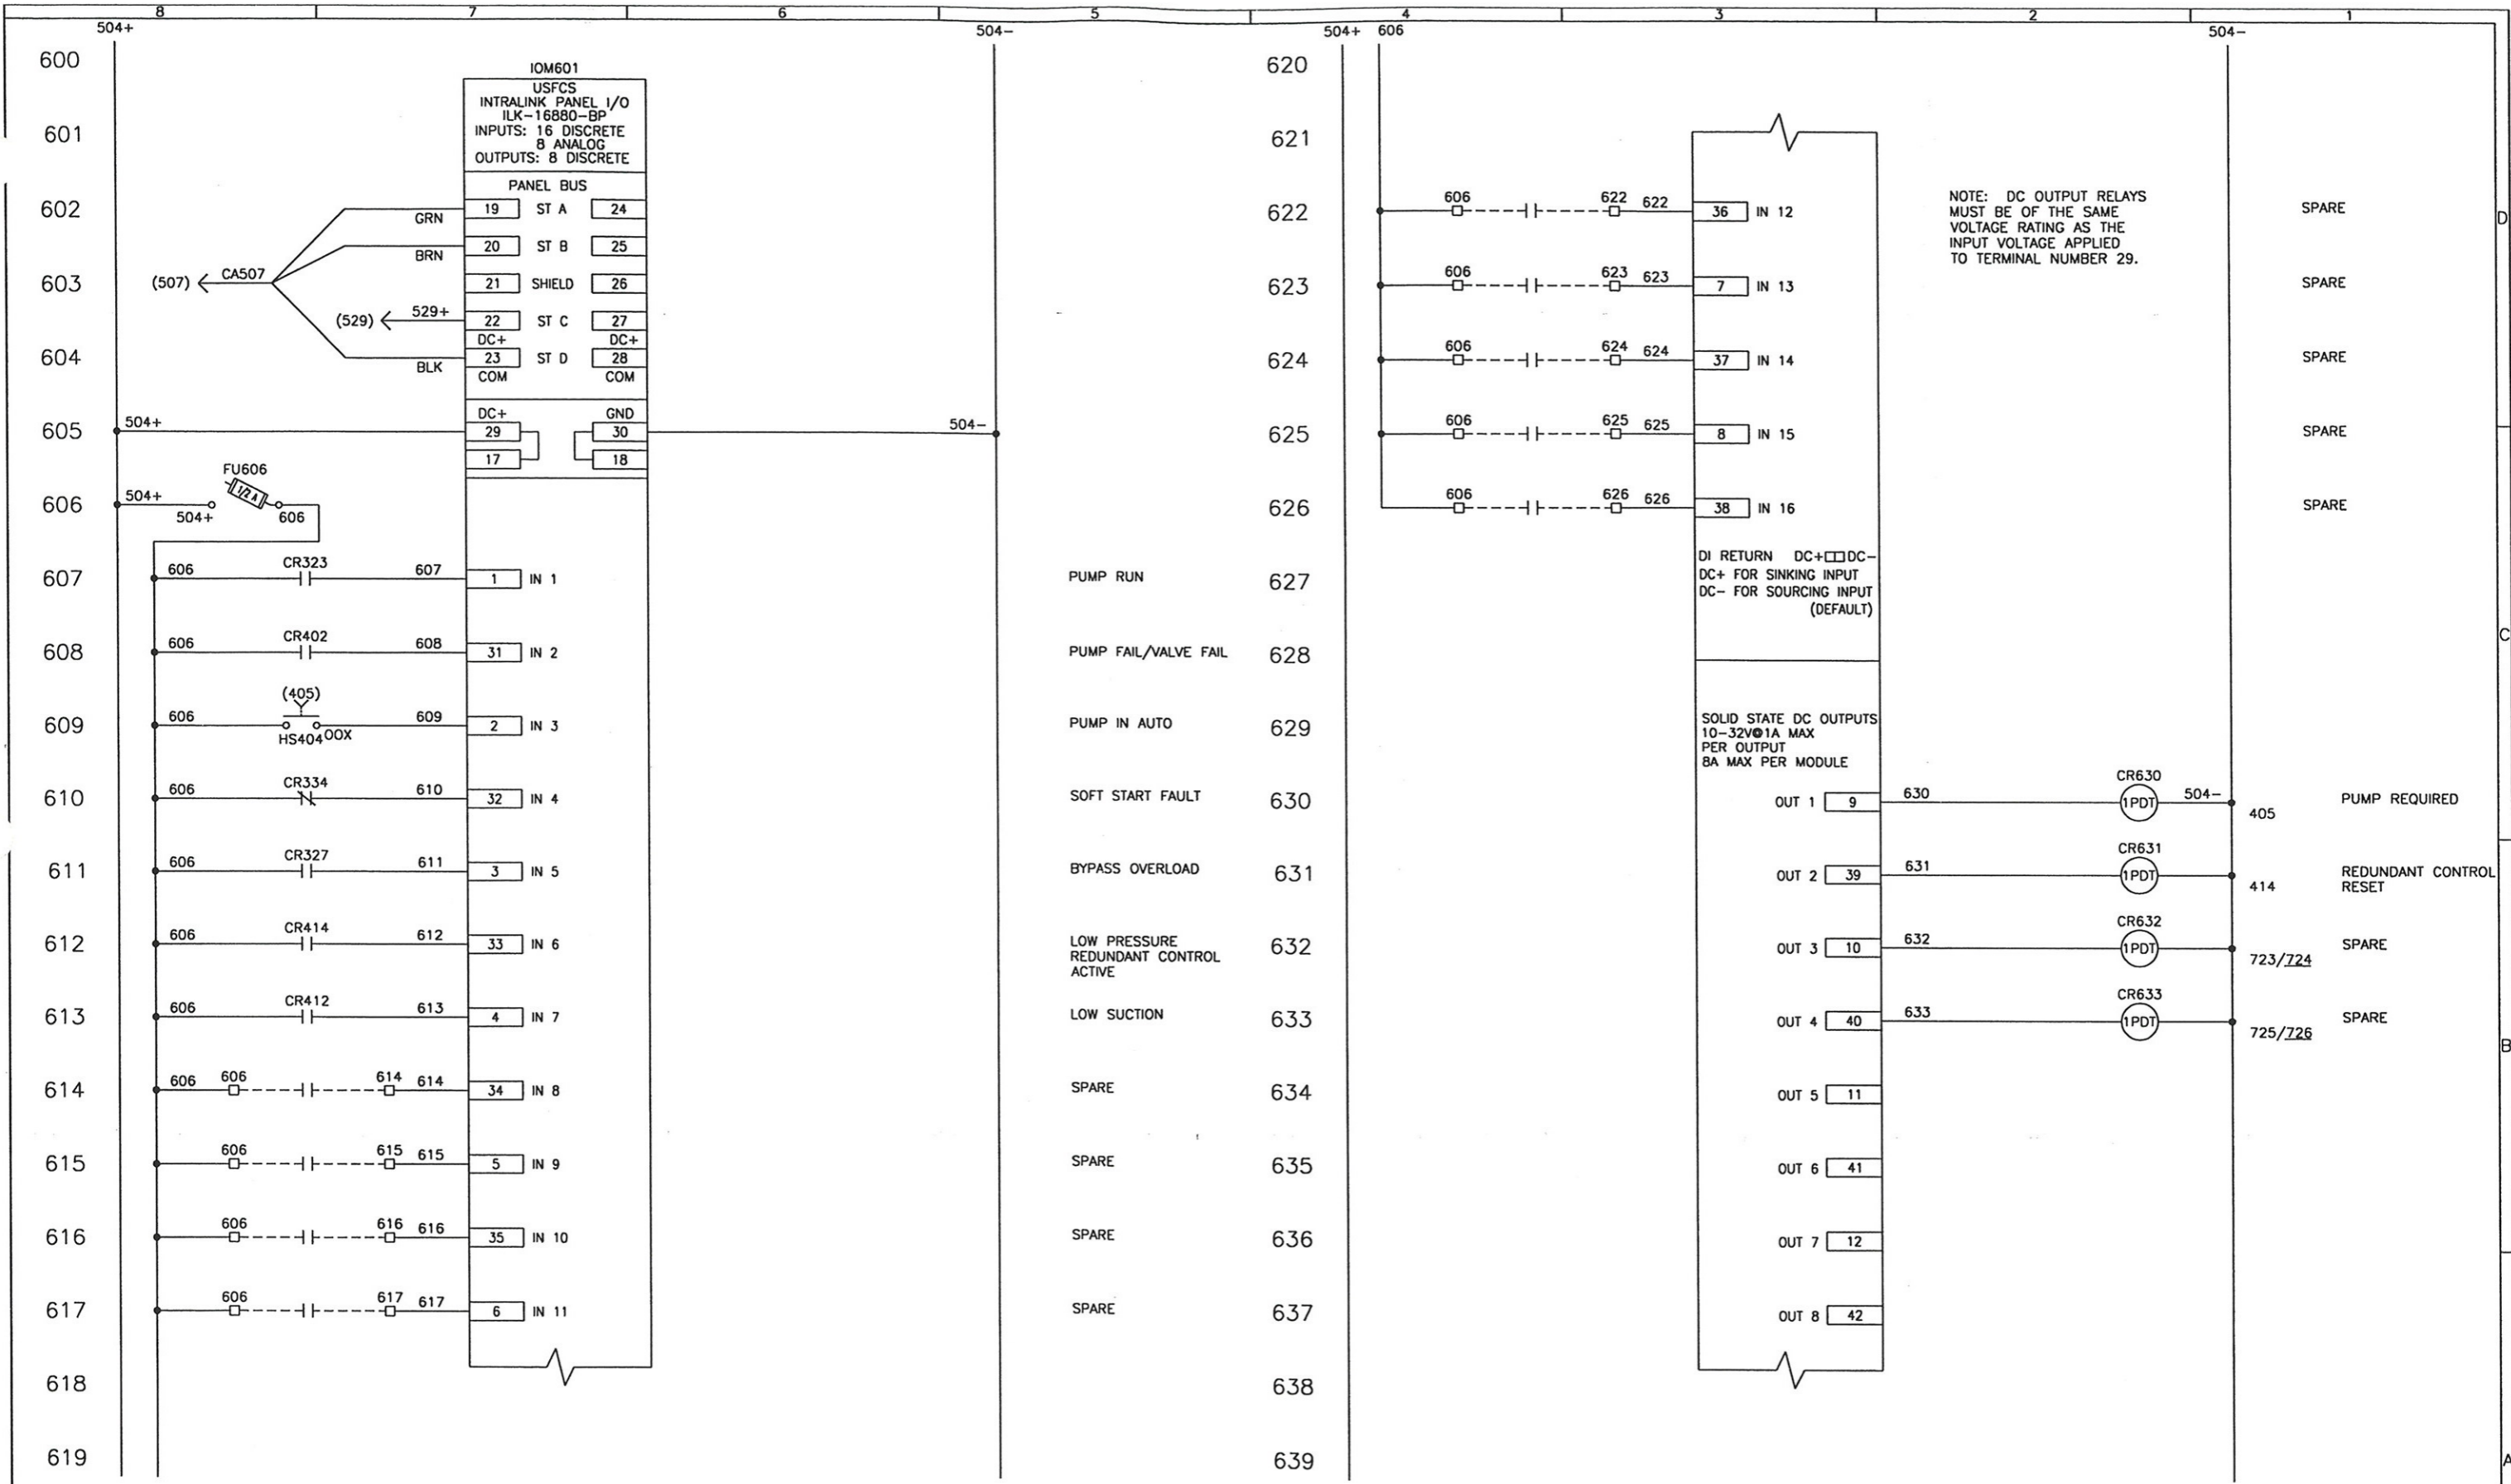 8 7 6 5 4 3 2 1
504+ 504- 504+ 606 504-
600
IOM601
USFCS
INTRALINK PANEL I/O
ILK-16880-BP
601
INPUTS: 16 DISCRETE
8 ANALOG
OUTPUTS: 8 DISCRETE
PANEL BUS
602 GRN 19 ST A 24
BRN 20 ST B 25
603 (507) CA507 21 SHIELD 26
(529) 529+ 22 ST C 27
DC+ DC+
604 BLK 23 ST D 28
COM COM
DC+ GND
605 504+ 29 30 504-
17 18
FU606
1/2 A
606 504+ 504+ 606
607 606 CR323 607 1 IN 1 PUMP RUN
608 606 CR402 608 31 IN 2 PUMP FAIL/VALVE FAIL
(405)
609 606 HS404 OOX 609 2 IN 3 PUMP IN AUTO
610 606 CR334 610 32 IN 4 SOFT START FAULT
611 606 CR327 611 3 IN 5 BYPASS OVERLOAD
612 606 CR414 612 33 IN 6 LOW PRESSURE
REDUNDANT CONTROL
ACTIVE
613 606 CR412 613 4 IN 7 LOW SUCTION
614 606 606 614 614 34 IN 8 SPARE
615 606 615 615 5 IN 9 SPARE
616 606 616 616 35 IN 10 SPARE
617 606 617 617 6 IN 11 SPARE
618
619
620
621
622 606 622 622 36 IN 12 SPARE
NOTE: DC OUTPUT RELAYS
MUST BE OF THE SAME
VOLTAGE RATING AS THE
INPUT VOLTAGE APPLIED
TO TERMINAL NUMBER 29.
D
623 606 623 623 7 IN 13 SPARE
624 606 624 624 37 IN 14 SPARE
625 606 625 625 8 IN 15 SPARE
626 606 626 626 38 IN 16 SPARE
DI RETURN DC+ DC-
627
DC+ FOR SINKING INPUT
DC- FOR SOURCING INPUT
(DEFAULT)
C
628
629
SOLID STATE DC OUTPUTS
10-32V@1A MAX
PER OUTPUT
8A MAX PER MODULE
630 OUT 1 9 630 CR630 1PDT 504- 405 PUMP REQUIRED
631 OUT 2 39 631 CR631 1PDT 414 REDUNDANT CONTROL
RESET
632 OUT 3 10 632 CR632 1PDT 723/724 SPARE
633 OUT 4 40 633 CR633 1PDT 725/726 SPARE
B
634 OUT 5 11
635 OUT 6 41
636 OUT 7 12
637 OUT 8 42
638
639
A